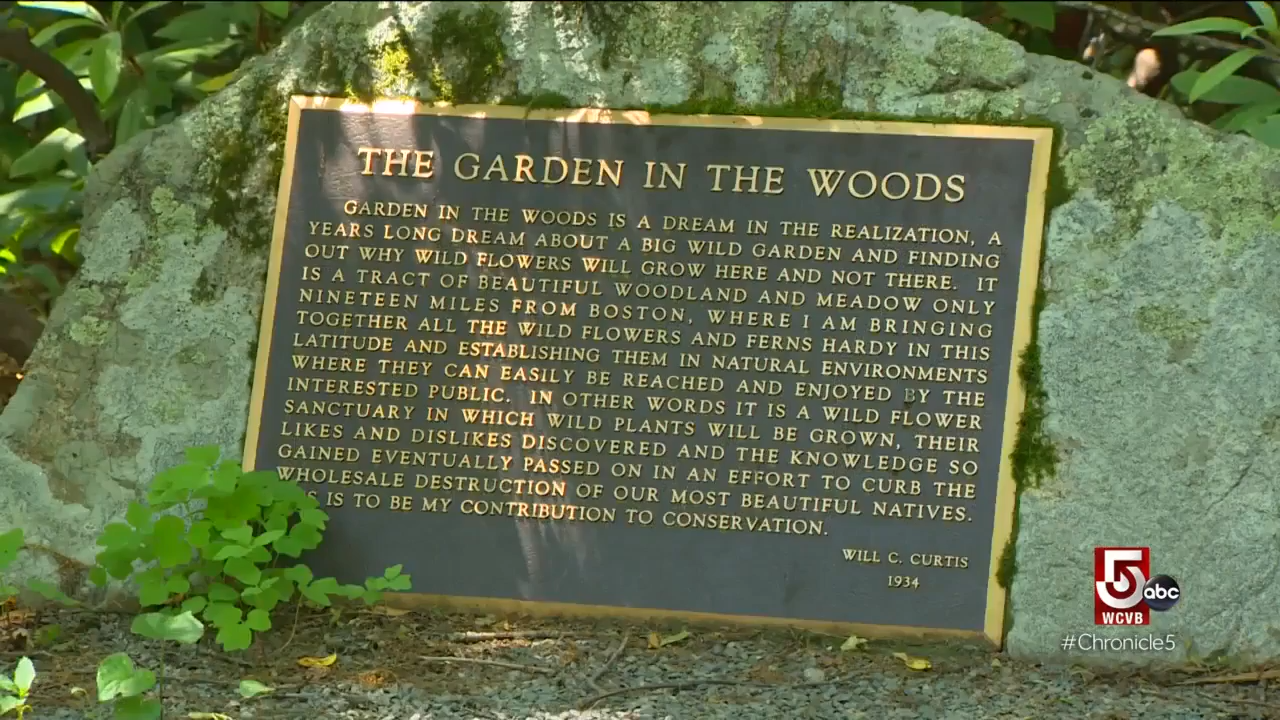 THE GARDEN IN THE WOODS
GARDEN IN THE WOODS IS A DREAM IN THE REALIZATION, A
YEARS LONG DREAM ABOUT A BIG WILD GARDEN AND FINDING
OUT WHY WILD FLOWERS WILL GROW HERE AND NOT THERE. IT
IS A TRACT OF BEAUTIFUL WOODLAND AND MEADOW ONLY
NINETEEN MILES FROM BOSTON, WHERE I AM BRINGING
TOGETHER ALL THE WILD FLOWERS AND FERNS HARDY IN THIS
LATITUDE AND ESTABLISHING THEM IN NATURAL ENVIRONMENTS
WHERE THEY CAN EASILY BE REACHED AND ENJOYED BY THE
INTERESTED PUBLIC. IN OTHER WORDS IT IS A WILD FLOWER
SANCTUARY IN WHICH WILD PLANTS WILL BE GROWN, THEIR
LIKES AND DISLIKES DISCOVERED AND THE KNOWLEDGE SO
GAINED EVENTUALLY PASSED ON IN AN EFFORT TO CURB THE
WHOLESALE DESTRUCTION OF OUR MOST BEAUTIFUL NATIVES.
IS TO BE MY CONTRIBUTION TO CONSERVATION.
WILL C. CURTIS
1934
5 abc
WCVB
#Chronicle5